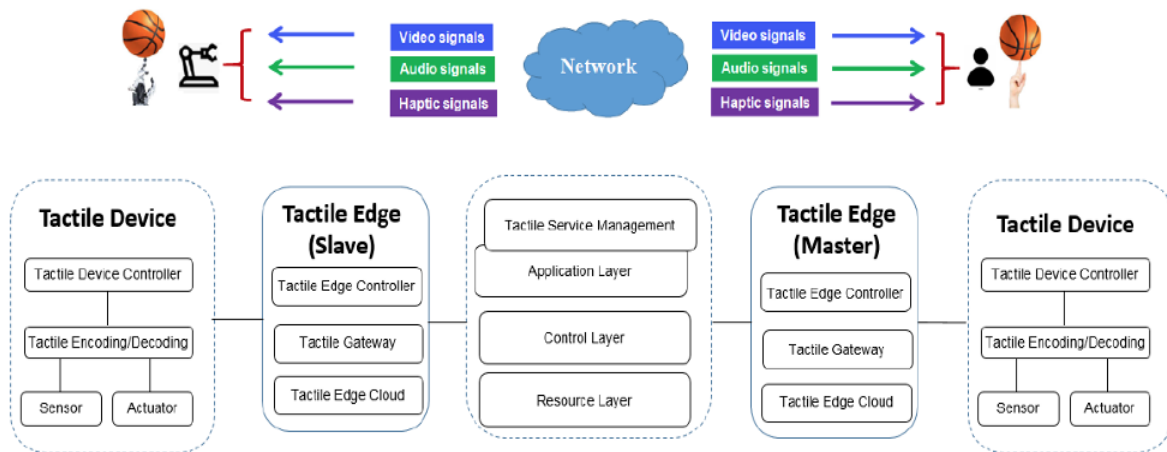 Video signals
Audio signals
Haptic signals
Network
Video signals
Audio signals
Haptic signals
Tactile Device
Tactile Device Controller
Tactile Encoding/Decoding
Sensor
Actuator
Tactile Edge
(Slave)
Tactile Edge Controller
Tactile Gateway
Tactile Edge Cloud
Tactile Service Management
Application Layer
Control Layer
Resource Layer
Tactile Edge
(Master)
Tactile Edge Controller
Tactile Gateway
Tactile Edge Cloud
Tactile Device
Tactile Device Controller
Tactile Encoding/Decoding
Sensor
Actuator